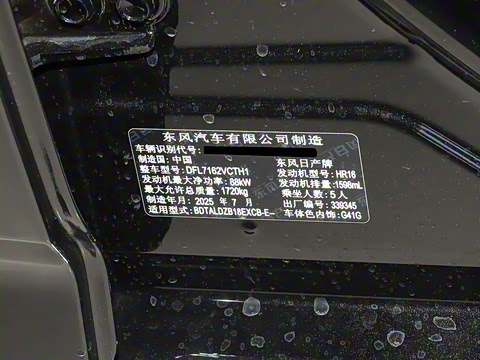 东风汽车有限公司制造
车辆识别代号:
制造国: 中国 东风日产牌
整车型号: DFL7162VCTH1 发动机型号: HR16
发动机最大净功率: 88kW 发动机排量: 1598mL
最大允许总质量: 1720kg 乘坐人数: 5人
制造年月: 2025 年 7 月 出厂编号: 339345
适用型号: BDTALDZB18EXCB-E- 车体色内饰: G41G